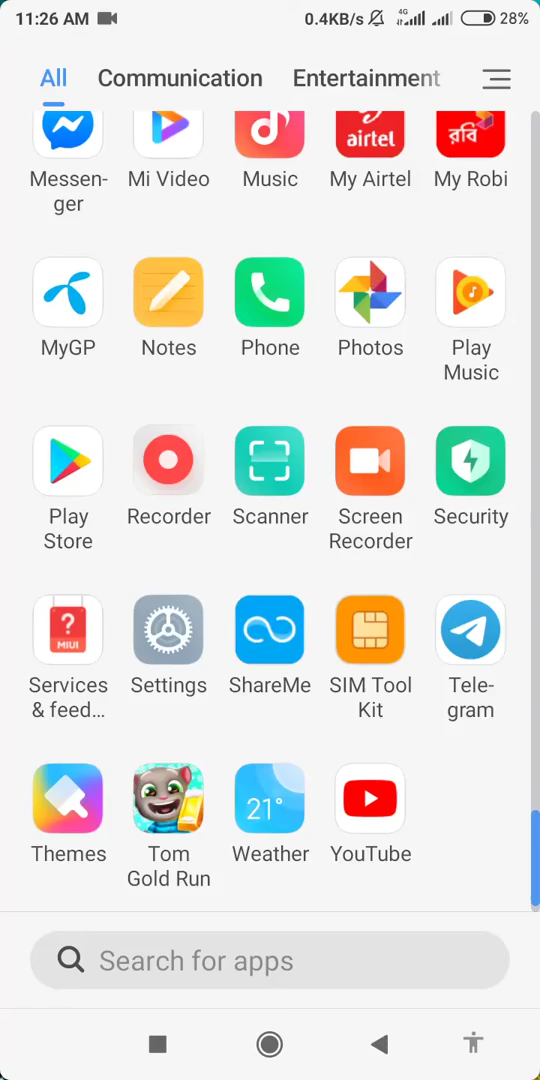 11:26 AM 0.4KB/s 4G 28%
All Communication Entertainment
airtel রবি
Messen- Mi Video Music My Airtel My Robi
ger
MyGP Notes Phone Photos Play
Music
Play Recorder Scanner Screen Security
Store Recorder
? MIUI
Services Settings ShareMe SIM Tool Tele-
& feed... Kit gram
21°
Themes Tom Weather YouTube
Gold Run
Search for apps